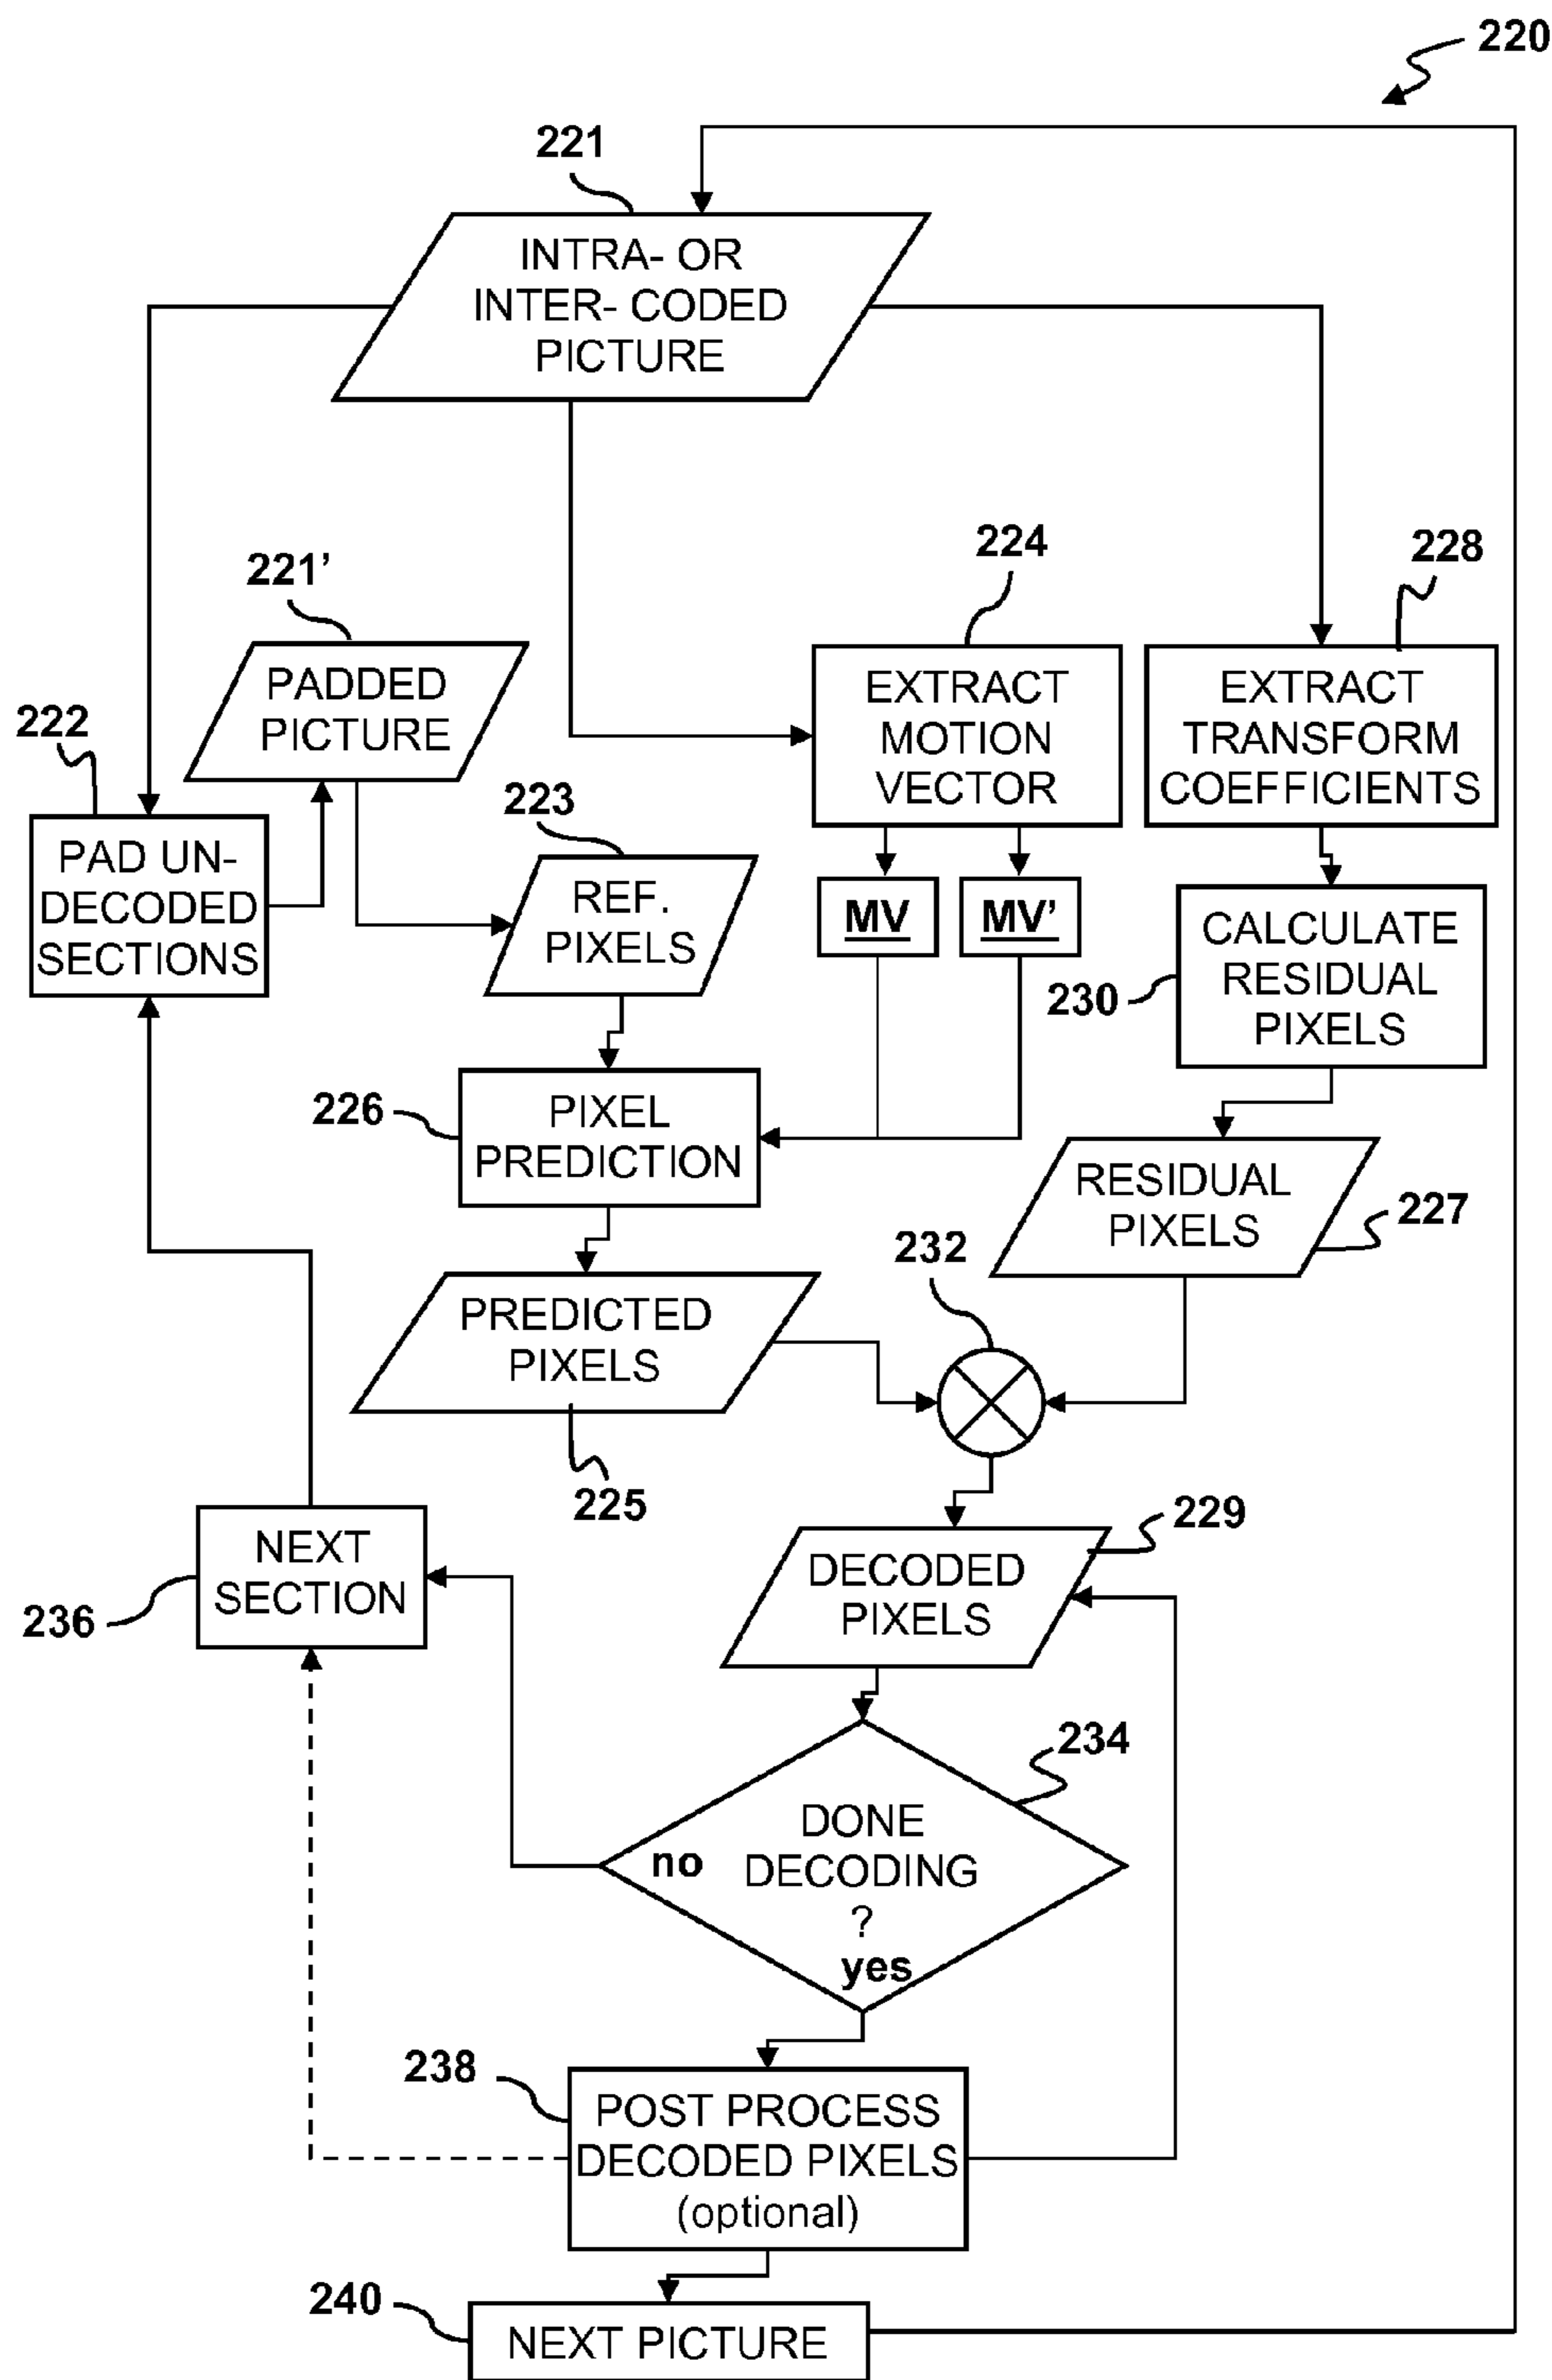 220
221
INTRA- OR
INTER- CODED
PICTURE
224
228
221’
PADDED
PICTURE
EXTRACT
MOTION
VECTOR
EXTRACT
TRANSFORM
COEFFICIENTS
222
223
PAD UN-
DECODED
SECTIONS
REF.
PIXELS
MV
MV’
CALCULATE
RESIDUAL
PIXELS
230
226
PIXEL
PREDICTION
RESIDUAL
PIXELS
227
232
PREDICTED
PIXELS
225
229
NEXT
SECTION
236
DECODED
PIXELS
234
DONE
DECODING
?
no
yes
238
POST PROCESS
DECODED PIXELS
(optional)
240
NEXT PICTURE